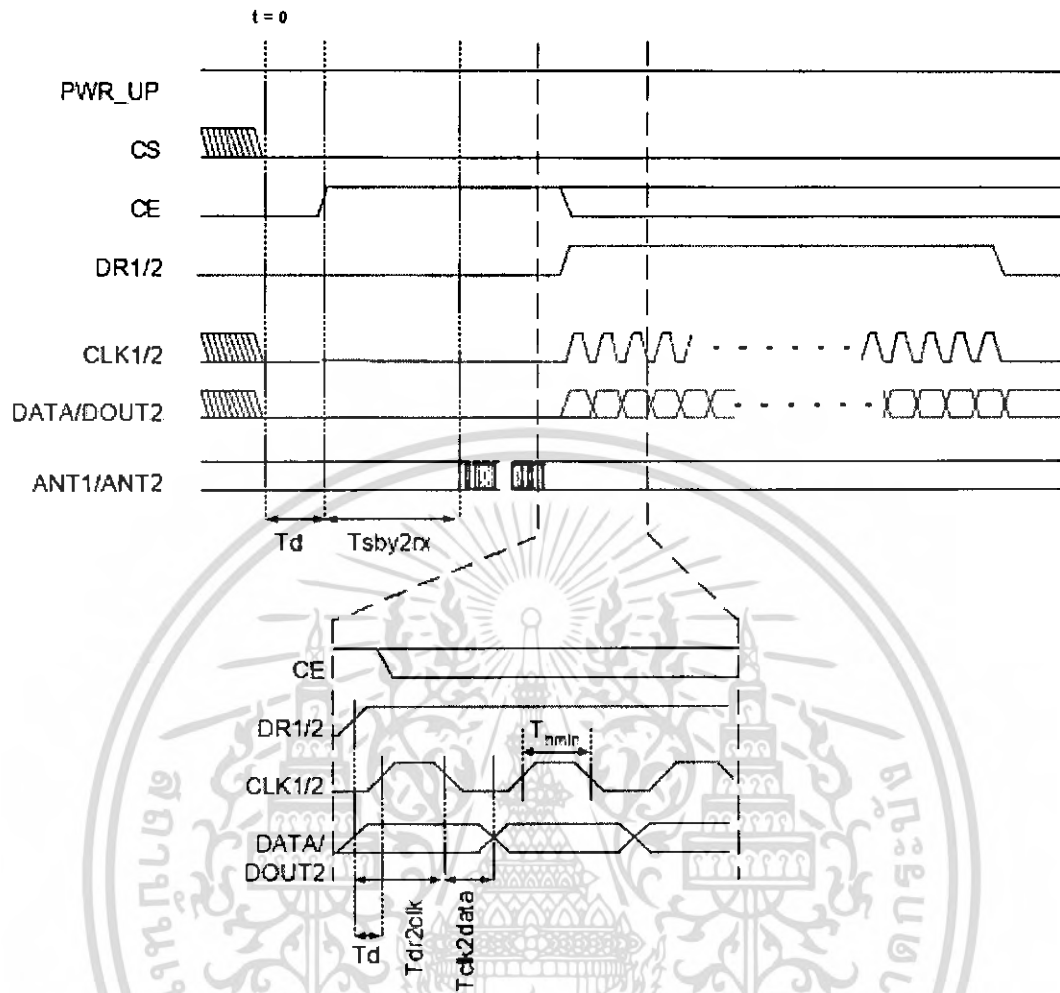 t = 0
PWR_UP
CS
CE
DR1/2
CLK1/2
DATA/DOUT2
ANT1/ANT2
Td
Tsby2rx
CE
DR1/2
Thmin
CLK1/2
DATA/
DOUT2
Td
Tdr2clk
Tclk2data